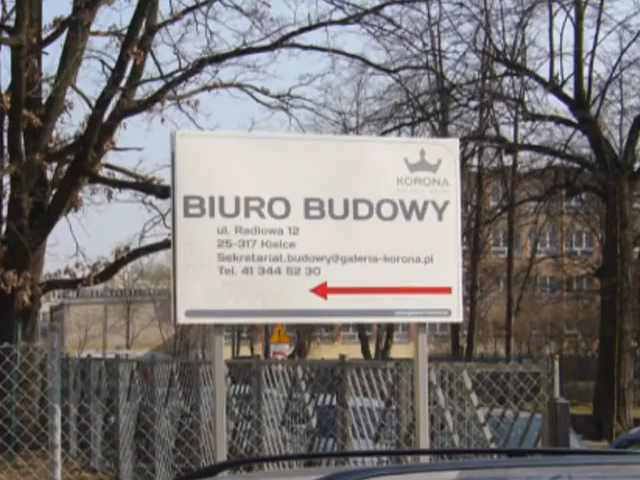 KORONA
BIURO BUDOWY
ul. Radiowa 12
25-317 Kielce
Sekretariat.budowy@galeria-korona.pl
Tel. 41 344 52 30